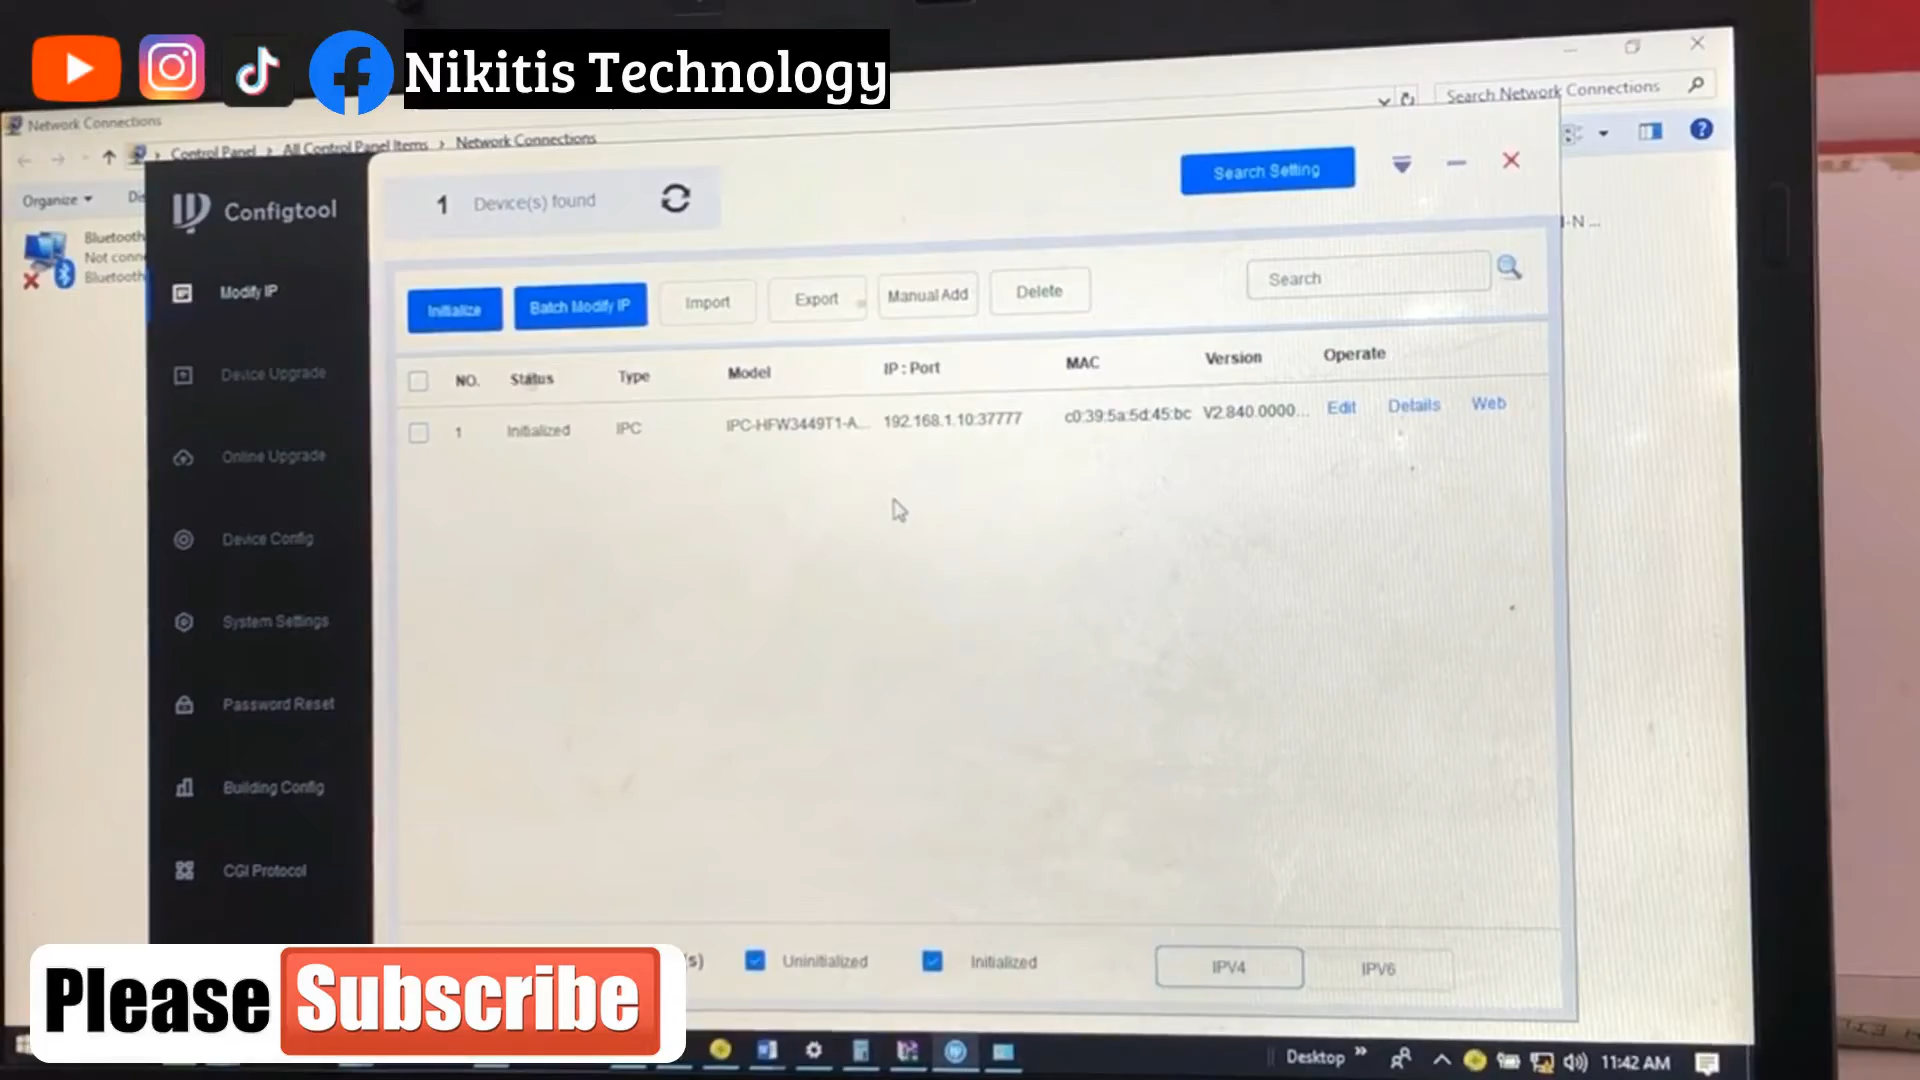 Nikitis Technology
Network Connections
Search Network Connections
Control Panel › All Control Panel Items › Network Connections
Organize
Bluetooth
Bluetooth
Configtool
1 Device(s) found
Search Setting
Modify IP
Device Upgrade
Online Upgrade
Device Config
System Settings
Password Reset
Building Config
CGI Protocol
Initialize
Batch Modify IP
Import
Export
Manual Add
Delete
Search
NO. Status Type Model IP : Port MAC Version Operate
1 Initialized IPC IPC-HFW3449T1-A... 192.168.1.10:37777 c0:39:5a:5d:45:bc V2.840.0000... Edit Details Web
Uninitialized
Initialized
IPV4
IPV6
Please Subscribe
Desktop
11:42 AM